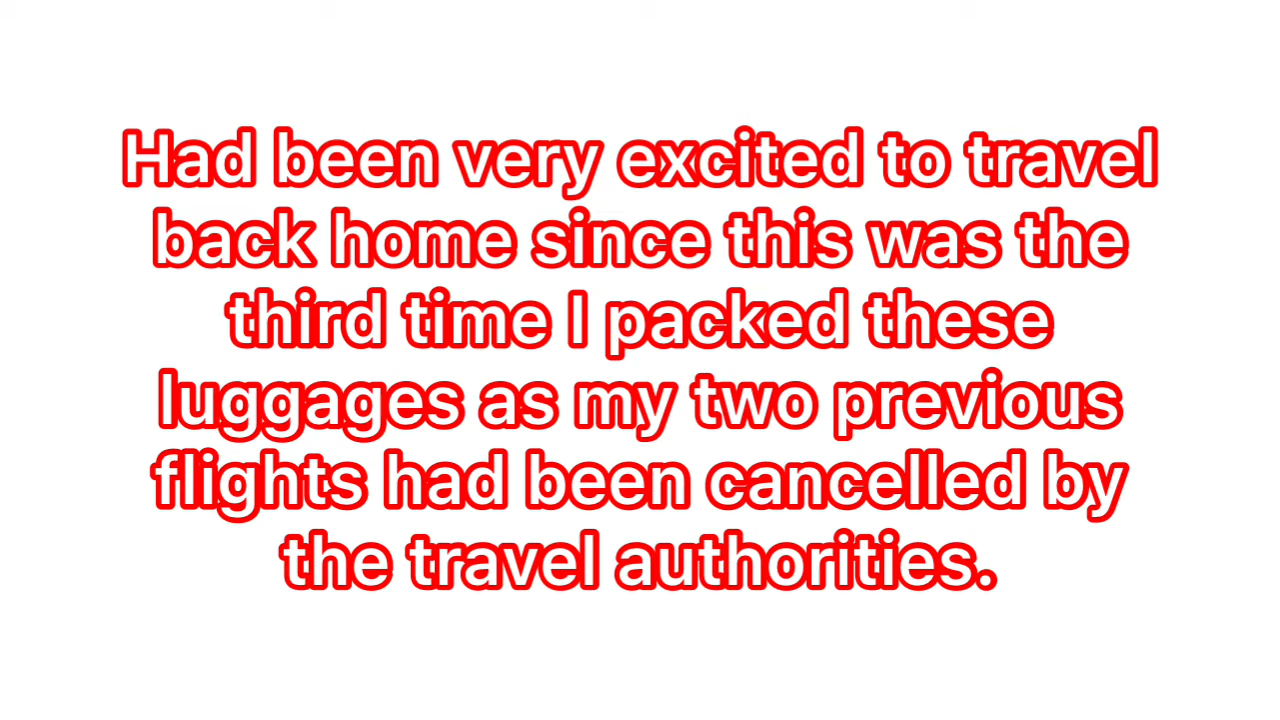 Had been very excited to travel
back home since this was the
third time I packed these
luggages as my two previous
flights had been cancelled by
the travel authorities.